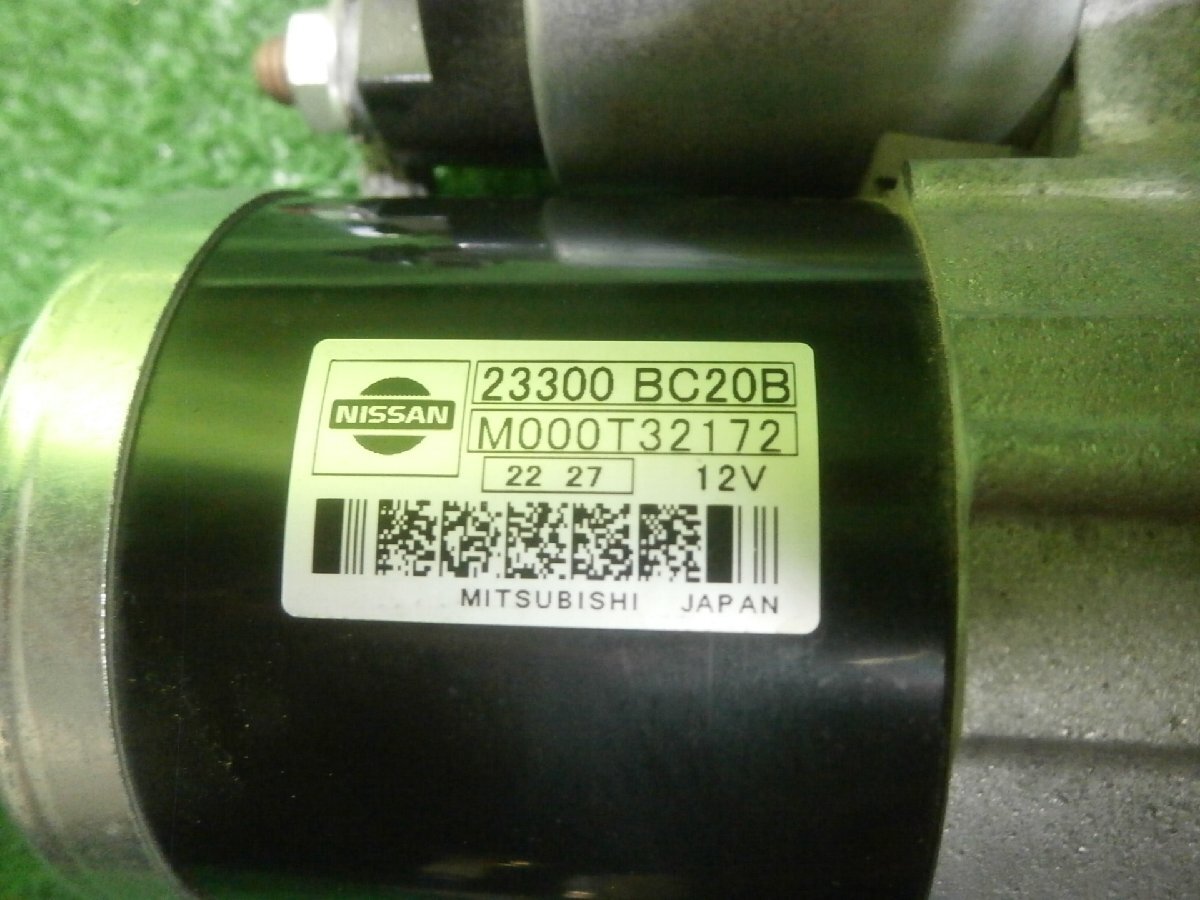 NISSAN
23300 BC20B
M000T32172
22 27 12V
MITSUBISHI JAPAN